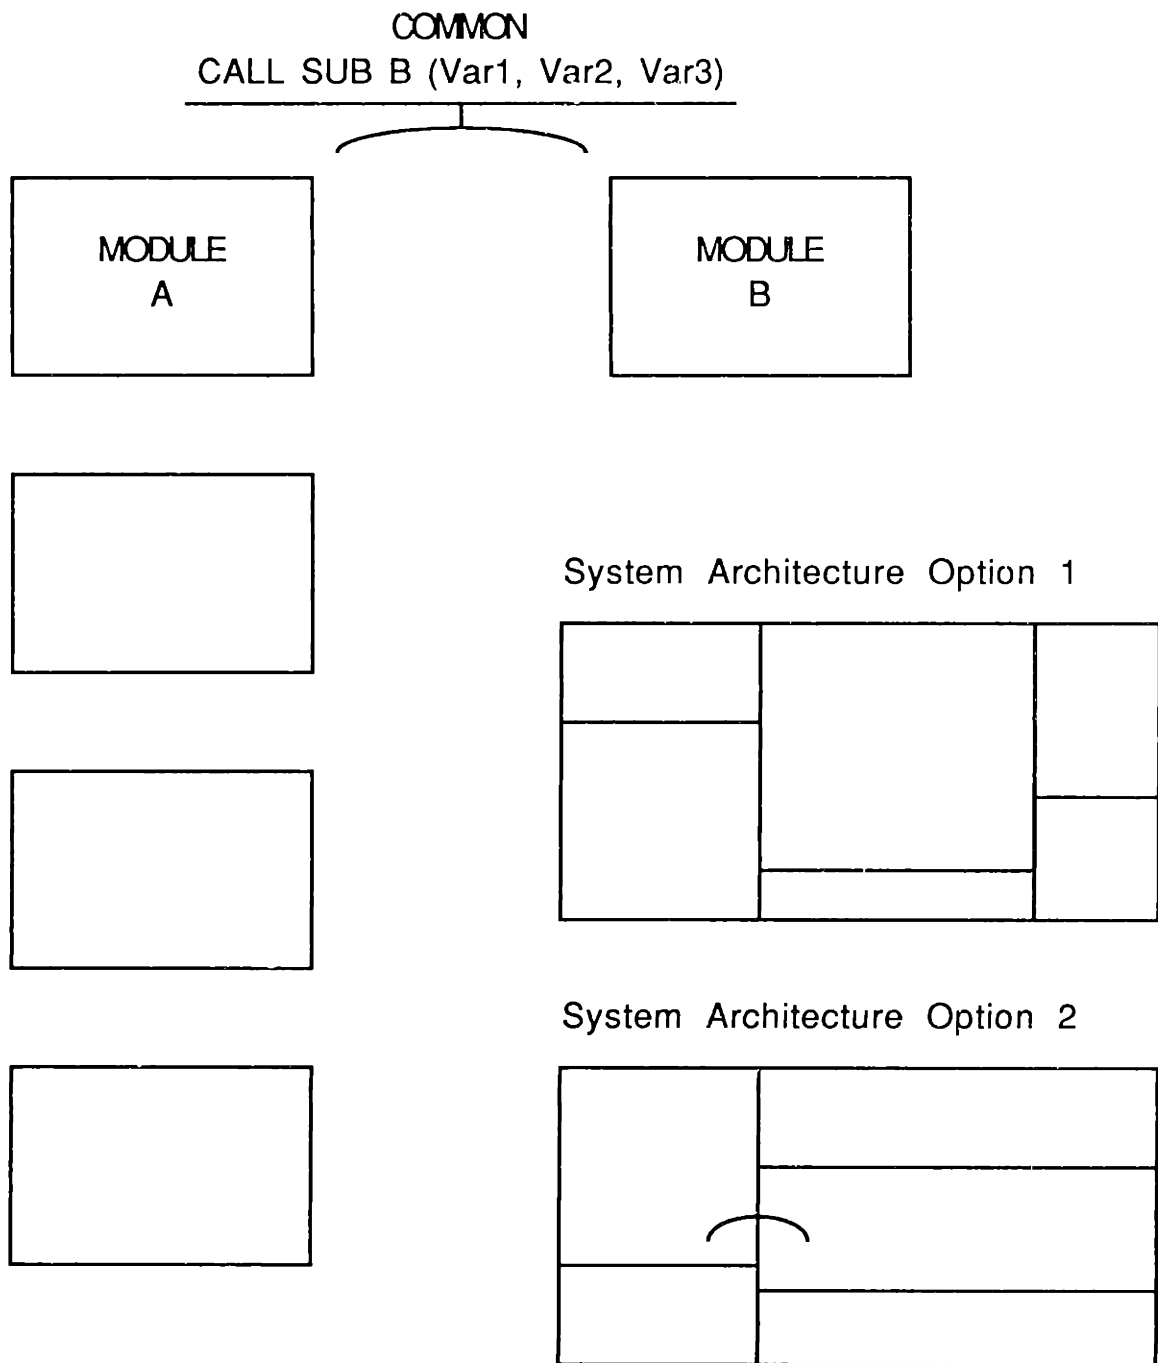 COMMON
CALL SUB B (Var1, Var2, Var3)
MODULE
A
MODULE
B
System Architecture Option 1
System Architecture Option 2